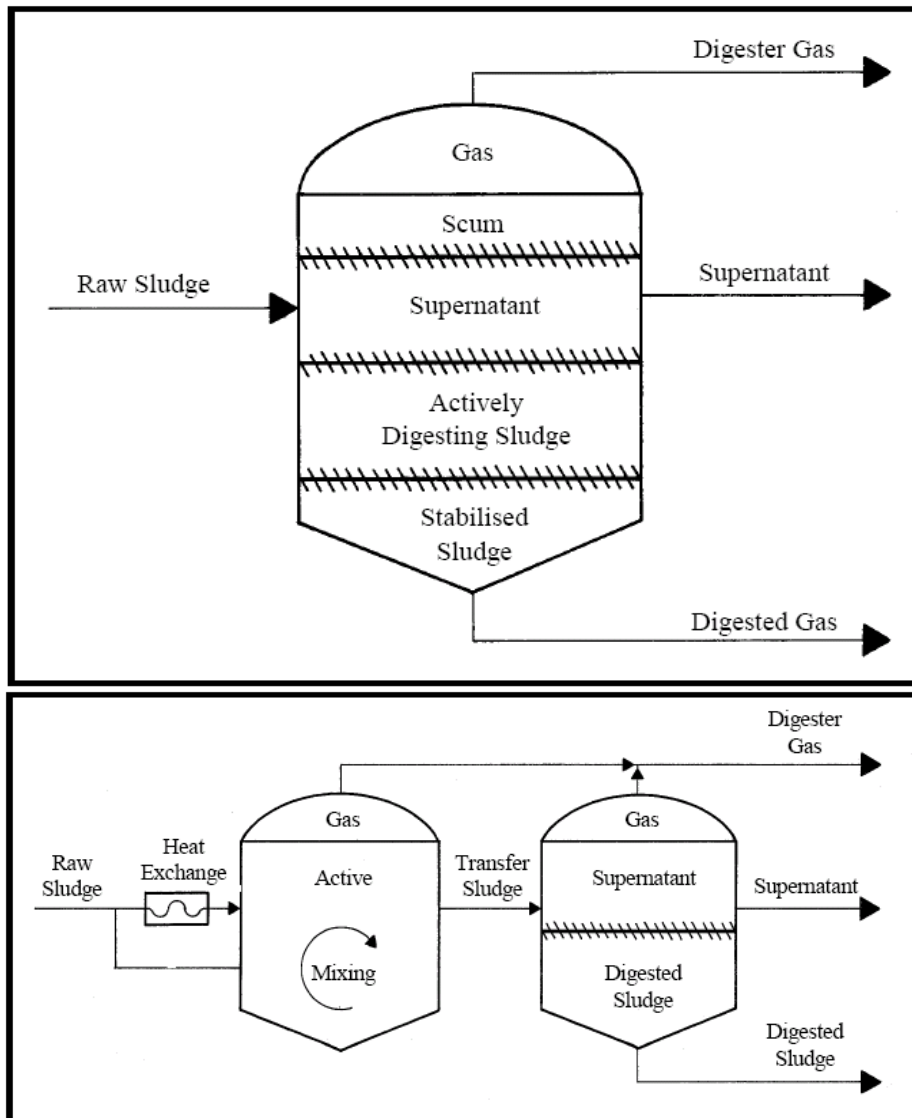 Digester Gas
Gas
Scum
Raw Sludge
Supernatant
Supernatant
Actively
Digesting Sludge
Stabilised
Sludge
Digested Gas
Digester
Gas
Gas
Gas
Heat
Exchange
Raw
Sludge
Active
Transfer
Sludge
Supernatant
Supernatant
Mixing
Digested
Sludge
Digested
Sludge